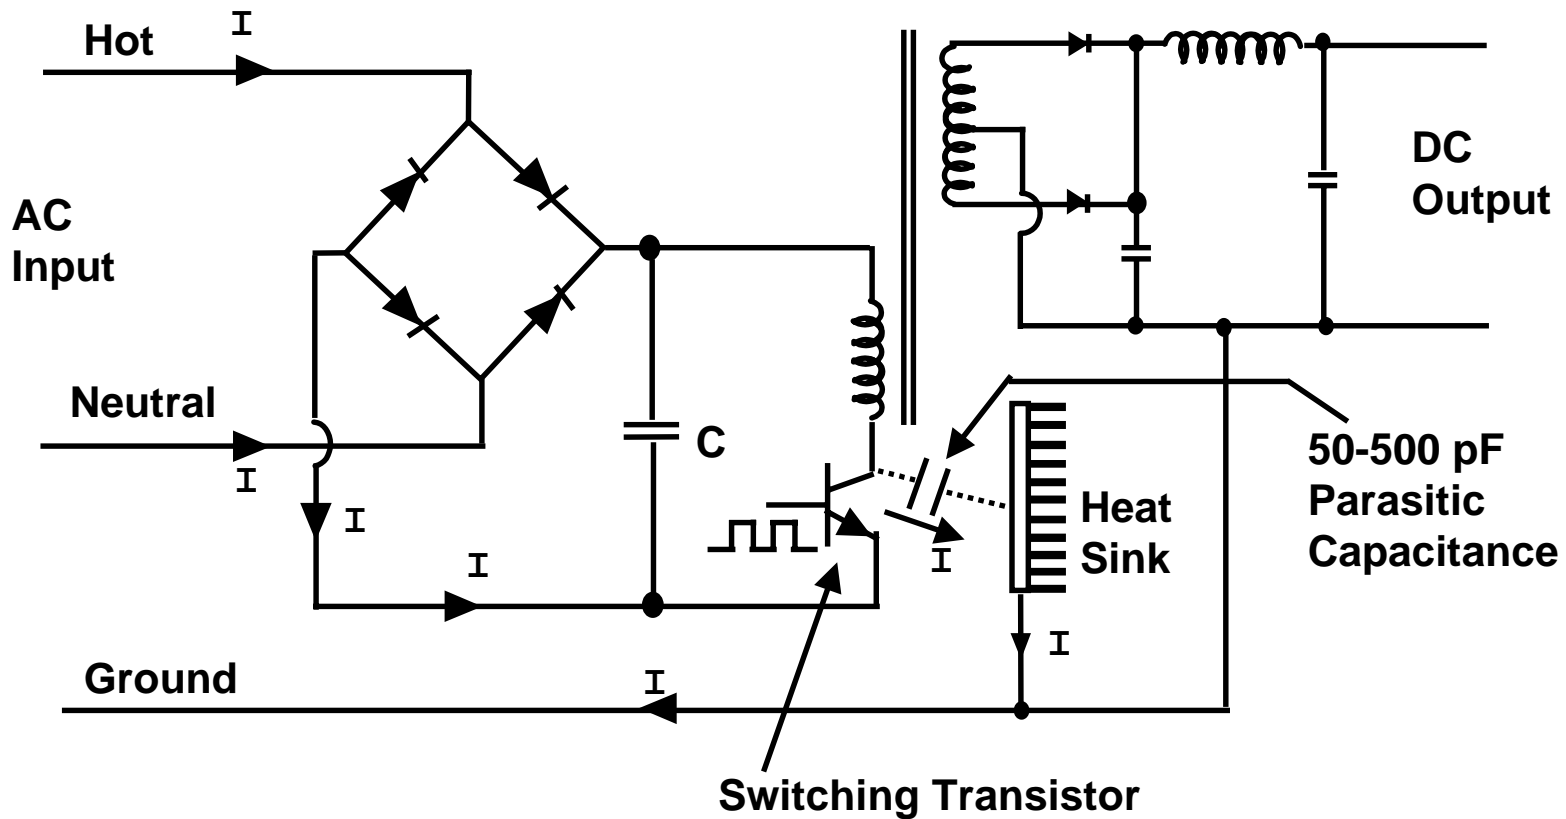 I
Hot
AC
Input
DC
Output
Neutral
I
C
50-500 pF
Parasitic
Capacitance
Heat
Sink
I
I
I
I
Ground
I
Switching Transistor